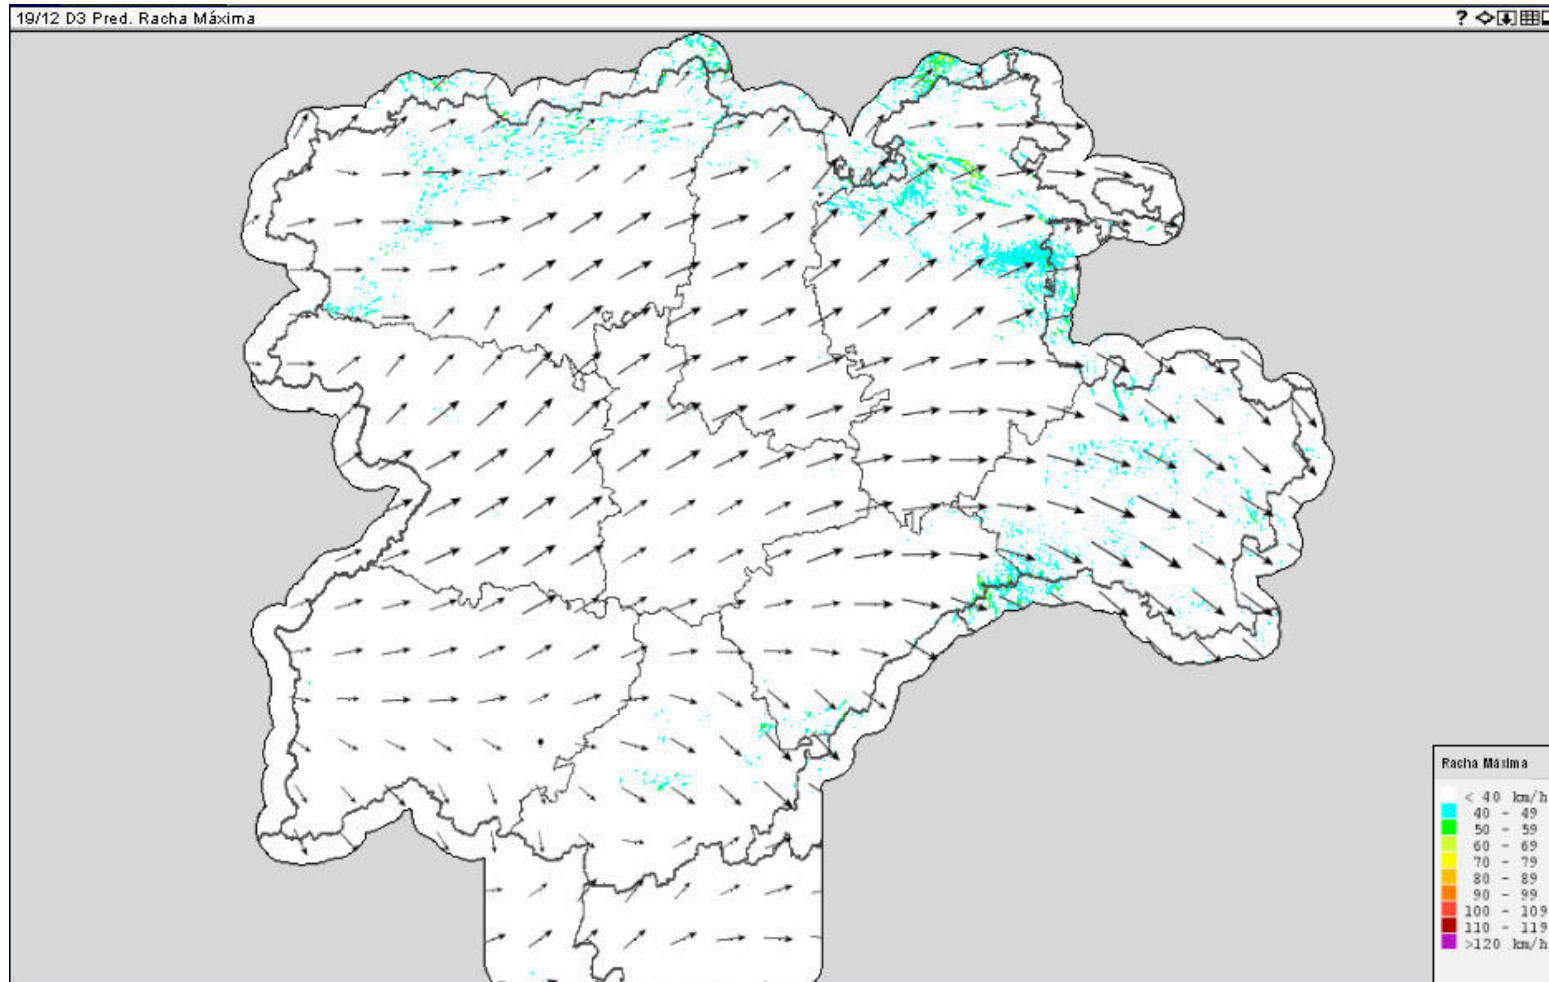 19/12 D3 Pred. Racha Máxima
?
Racha Máxima
< 40 km/h
40 - 49
50 - 59
60 - 69
70 - 79
80 - 89
90 - 99
100 - 109
110 - 119
>120 km/h